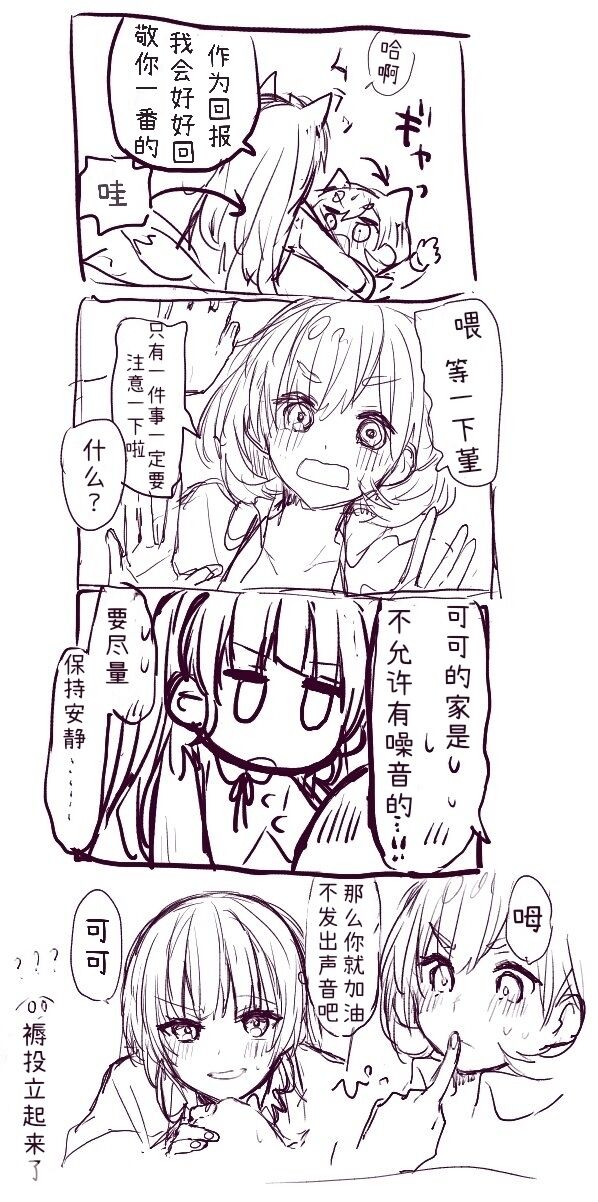 作为回报
我会好好回
敬你一番的
哈啊
ギャっ
哇
喂 等一下堇
只有一件事一定要
注意一下啦
什么？
可可的家是
不允许有噪音的…!!
要尽量
保持安静……
呣
那么你就加油
不发出声音吧
可可
???
褥投立起来了